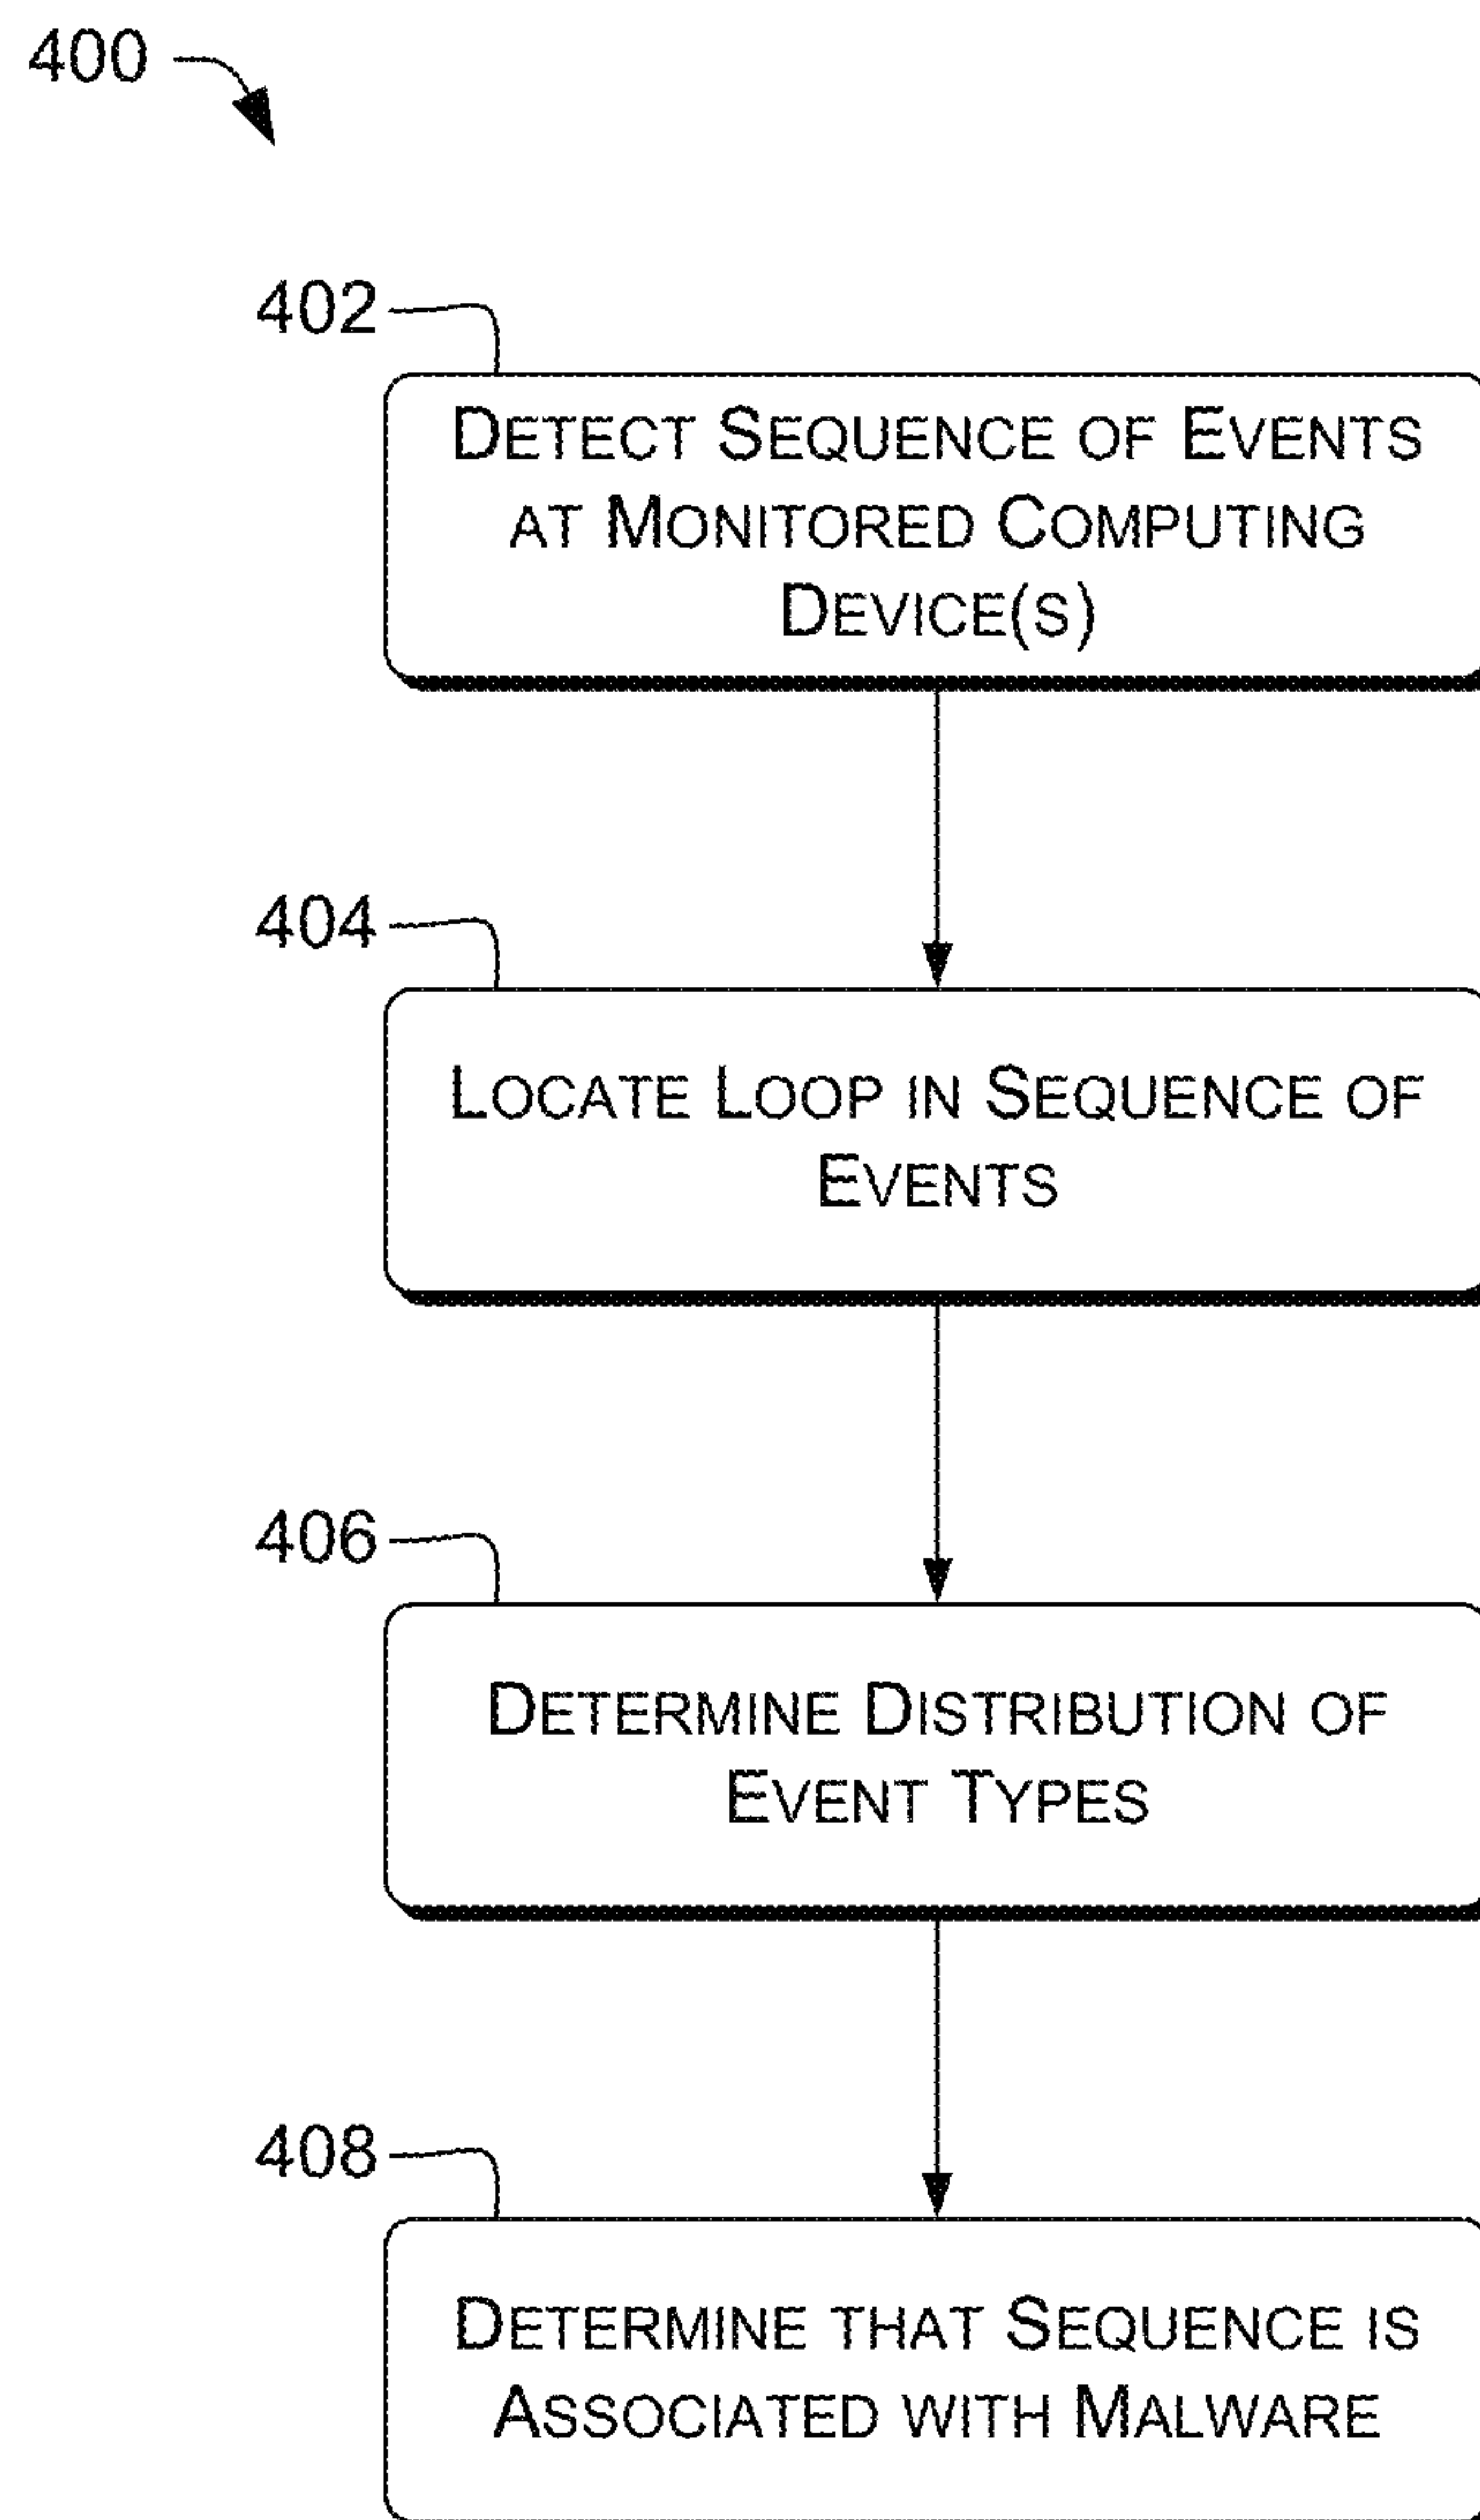 400
402
DETECT SEQUENCE OF EVENTS
AT MONITORED COMPUTING
DEVICE(S)
404
LOCATE LOOP IN SEQUENCE OF
EVENTS
406
DETERMINE DISTRIBUTION OF
EVENT TYPES
408
DETERMINE THAT SEQUENCE IS
ASSOCIATED WITH MALWARE